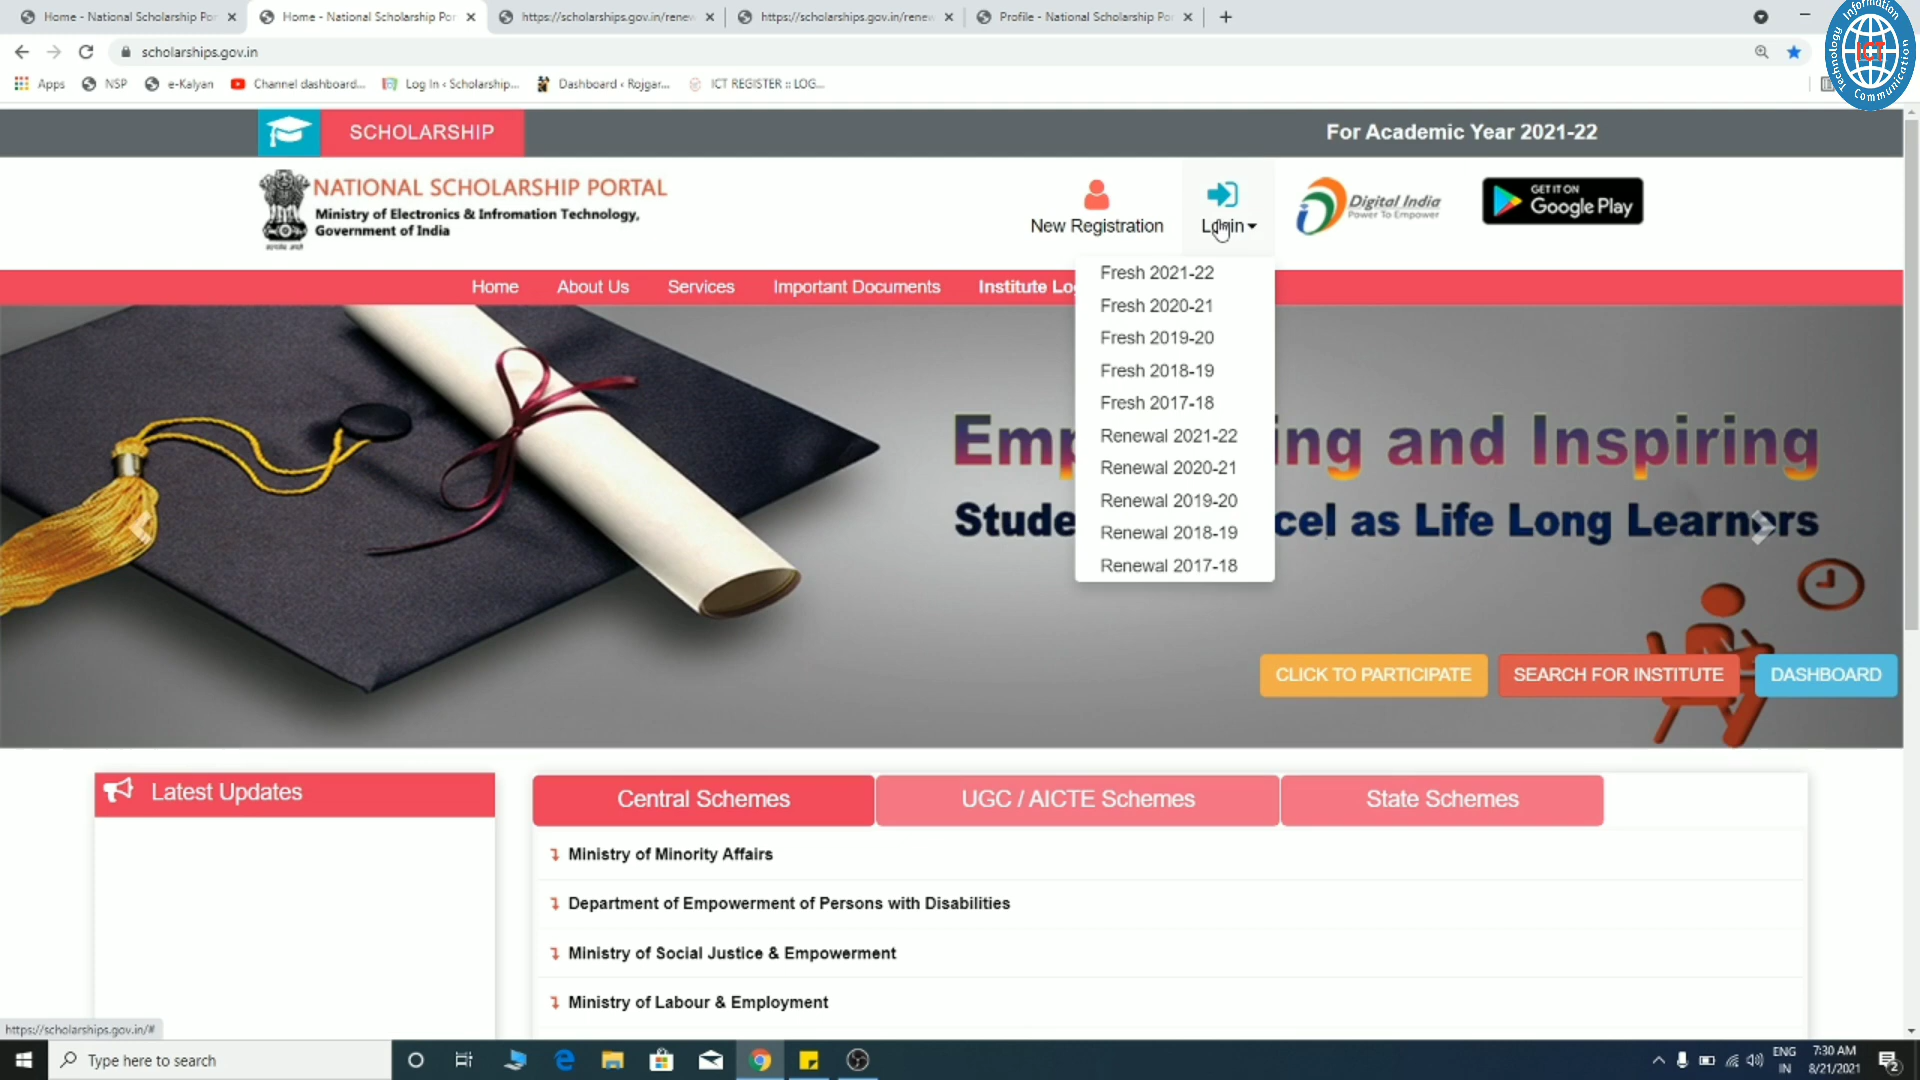 Home - National Scholarship Por
Home - National Scholarship Por
https://scholarships.gov.in/renew
https://scholarships.gov.in/renew
Profile - National Scholarship Po
scholarships.gov.in
Apps
NSP
e-Kalyan
Channel dashboard...
Log In ‹ Scholarship...
Dashboard ‹ Rojgar...
ICT REGISTER :: LOG...
Information
Communication
Technology
ICT
SCHOLARSHIP
For Academic Year 2021-22
NATIONAL SCHOLARSHIP PORTAL
Ministry of Electronics & Infromation Technology,
Government of India
New Registration
Login
Digital India
Power To Empower
GET IT ON
Google Play
Home
About Us
Services
Important Documents
Institute Lo
Fresh 2021-22
Fresh 2020-21
Fresh 2019-20
Fresh 2018-19
Fresh 2017-18
Renewal 2021-22
Renewal 2020-21
Renewal 2019-20
Renewal 2018-19
Renewal 2017-18
Emp ing and Inspiring
Stude cel as Life Long Learners
CLICK TO PARTICIPATE
SEARCH FOR INSTITUTE
DASHBOARD
Latest Updates
Central Schemes
UGC / AICTE Schemes
State Schemes
Ministry of Minority Affairs
Department of Empowerment of Persons with Disabilities
Ministry of Social Justice & Empowerment
Ministry of Labour & Employment
https://scholarships.gov.in/#
Type here to search
ENG
IN
7:30 AM
8/21/2021
2